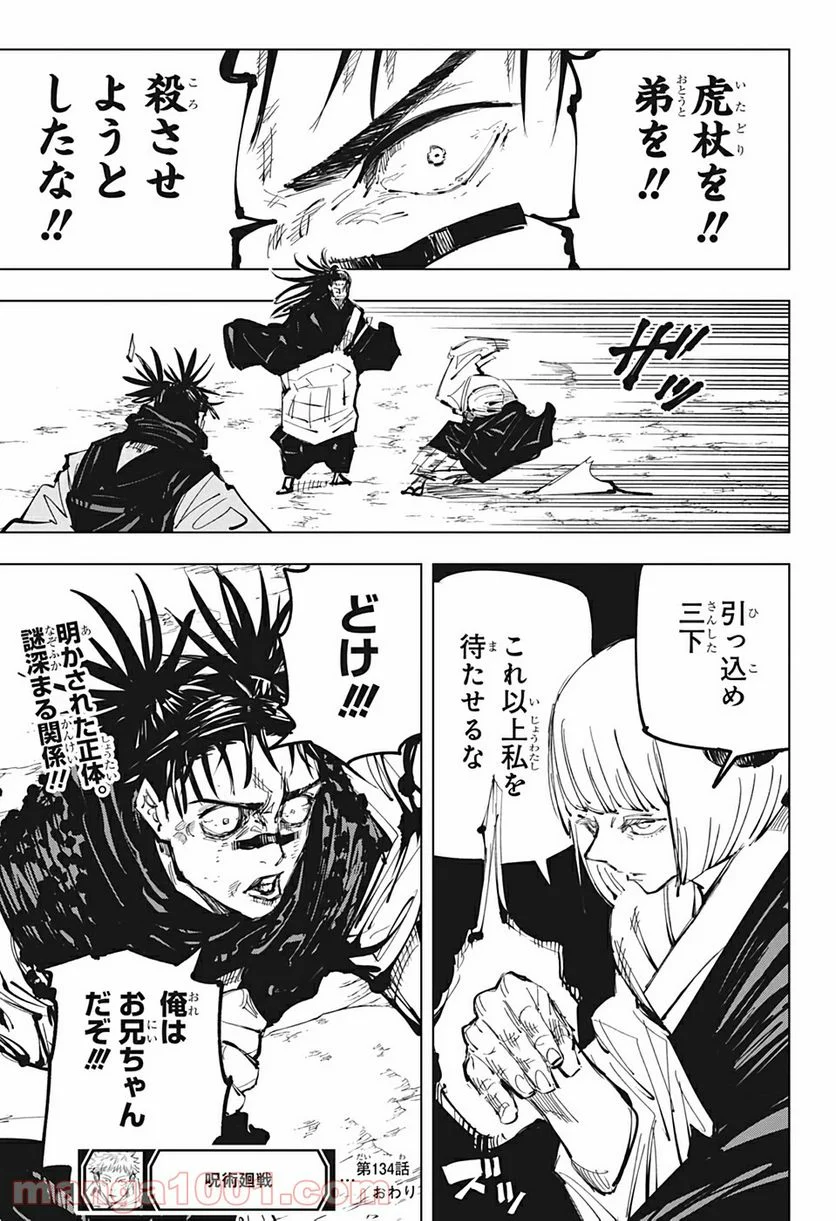 虎杖を!!
弟を!!
殺させ
ようと
したな!!
ザッ
引っ込め
三下
これ以上私を
待たせるな
どけ!!!
俺は
お兄ちゃん
だぞ!!!
明かされた正体。
謎深まる関係!!
呪術廻戦
第134話
…おわり
manga1001.com